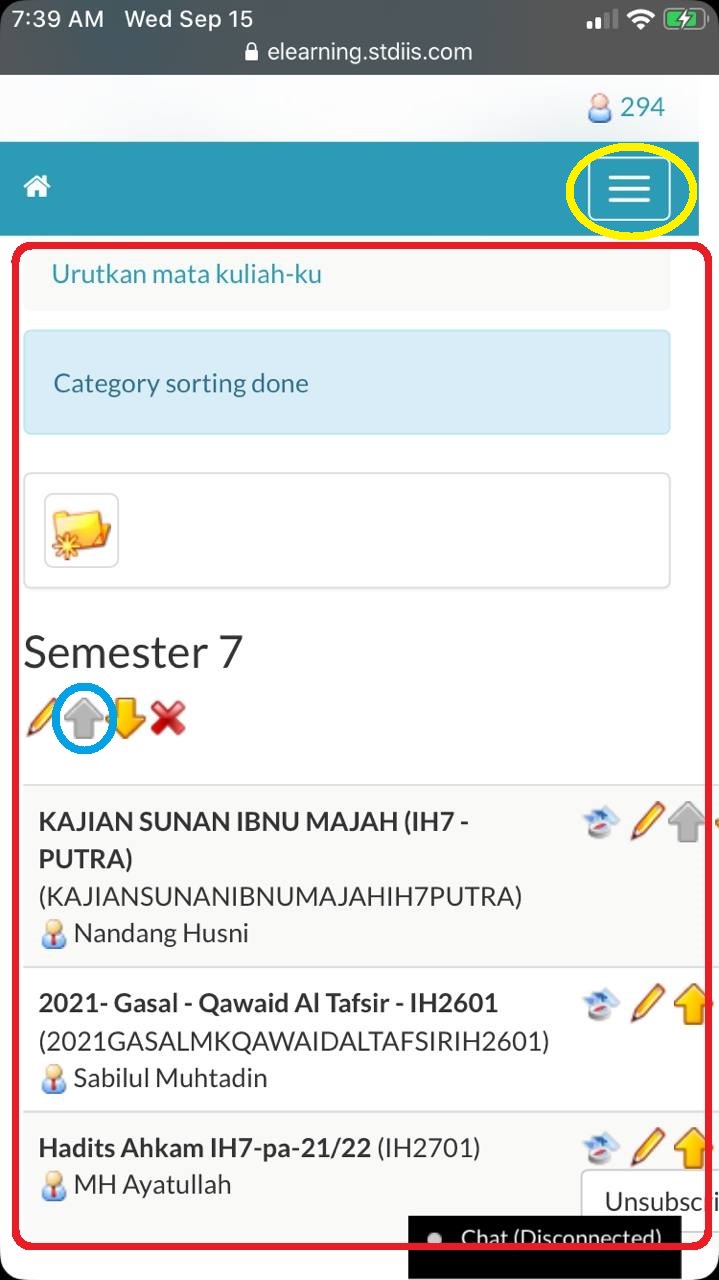 7:39 AM Wed Sep 15
elearning.stdiis.com
294
Urutkan mata kuliah-ku
Category sorting done
Semester 7
KAJIAN SUNAN IBNU MAJAH (IH7 -
PUTRA)
(KAJIANSUNANIBNUMAJAHIH7PUTRA)
Nandang Husni
2021- Gasal - Qawaid Al Tafsir - IH2601
(2021GASALMKQAWAIDALTAFSIRIH2601)
Sabilul Muhtadin
Hadits Ahkam IH7-pa-21/22 (IH2701)
MH Ayatullah
Unsubscri
Chat (Disconnected)